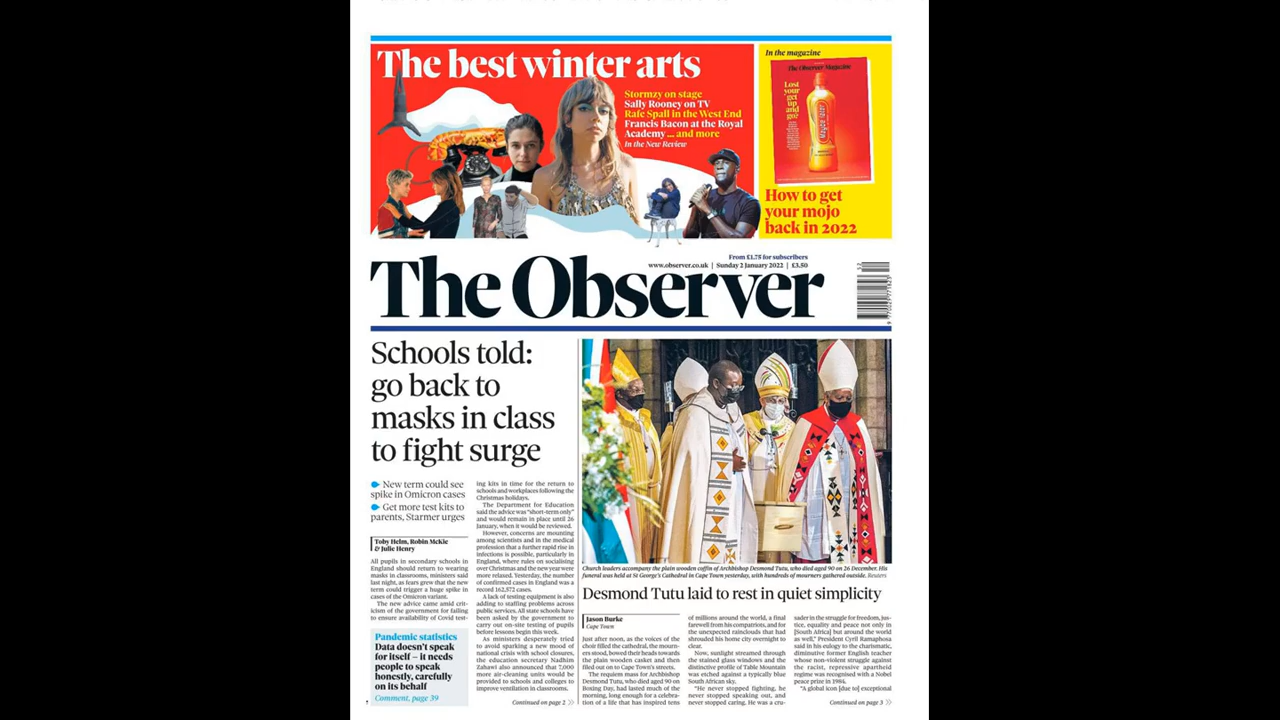 The best winter arts
Stormzy on stage
Sally Rooney on TV
Rafe Spall in the West End
Francis Bacon at the Royal
Academy ... and more
In the New Review
In the magazine
The Observer Magazine
Lost
your
get
up
and
go?
How to get
your mojo
back in 2022
From £1.75 for subscribers
www.observer.co.uk | Sunday 2 January 2022 | £3.50
The Observer
Schools told:
go back to
masks in class
to fight surge
New term could see
spike in Omicron cases
Get more test kits to
parents, Starmer urges
Toby Helm, Robin McKie
& Julie Henry
All pupils in secondary schools in
England should return to wearing
masks in classrooms, ministers said
last night, as fears grew that the new
term could trigger a huge spike in
cases of the Omicron variant.
The new advice came amid crit-
icism of the government for failing
to ensure availability of Covid test-
Pandemic statistics
Data doesn't speak
for itself – it needs
people to speak
honestly, carefully
on its behalf
Comment, page 39
ing kits in time for the return to
schools and workplaces following the
Christmas holidays.
The Department for Education
said the advice was "short-term only"
and would remain in place until 26
January, when it would be reviewed.
However, concerns are mounting
among scientists and in the medical
profession that a further rapid rise in
infections is possible, particularly in
England, where rules on socialising
over Christmas and the new year were
more relaxed. Yesterday, the number
of confirmed cases in England was a
record 162,572 cases.
A lack of testing equipment is also
adding to staffing problems across
public services. All state schools have
been asked by the government to
carry out on-site testing of pupils
before lessons begin this week.
As ministers desperately tried
to avoid sparking a new mood of
national crisis with school closures,
the education secretary Nadhim
Zahawi also announced that 7,000
more air-cleaning units would be
provided to schools and colleges to
improve ventilation in classrooms.
Continued on page 2
Church leaders accompany the plain wooden coffin of Archbishop Desmond Tutu, who died aged 90 on 26 December. His
funeral was held at St George's Cathedral in Cape Town yesterday, with hundreds of mourners gathered outside. Reuters
Desmond Tutu laid to rest in quiet simplicity
Jason Burke
Cape Town
Just after noon, as the voices of the
choir filled the cathedral, the mourn-
ers stood, bowed their heads towards
the plain wooden casket and then
filed out on to Cape Town's streets.
The requiem mass for Archbishop
Desmond Tutu, who died aged 90 on
Boxing Day, had lasted much of the
morning, long enough for a celebra-
tion of a life that has inspired tens
of millions around the world, a final
farewell from his compatriots, and for
the unexpected rainclouds that had
shrouded his home city overnight to
clear.
Now, sunlight streamed through
the stained glass windows and the
distinctive profile of Table Mountain
was etched against a typically blue
South African sky.
"He never stopped fighting, he
never stopped speaking out, and
never stopped caring. He was a cru-
sader in the struggle for freedom, jus-
tice, equality and peace not only in
[South Africa] but around the world
as well," President Cyril Ramaphosa
said in his eulogy to the charismatic,
diminutive former English teacher
whose non-violent struggle against
the racist, repressive apartheid
regime was recognised with a Nobel
peace prize in 1984.
"A global icon [due to] exceptional
Continued on page 3